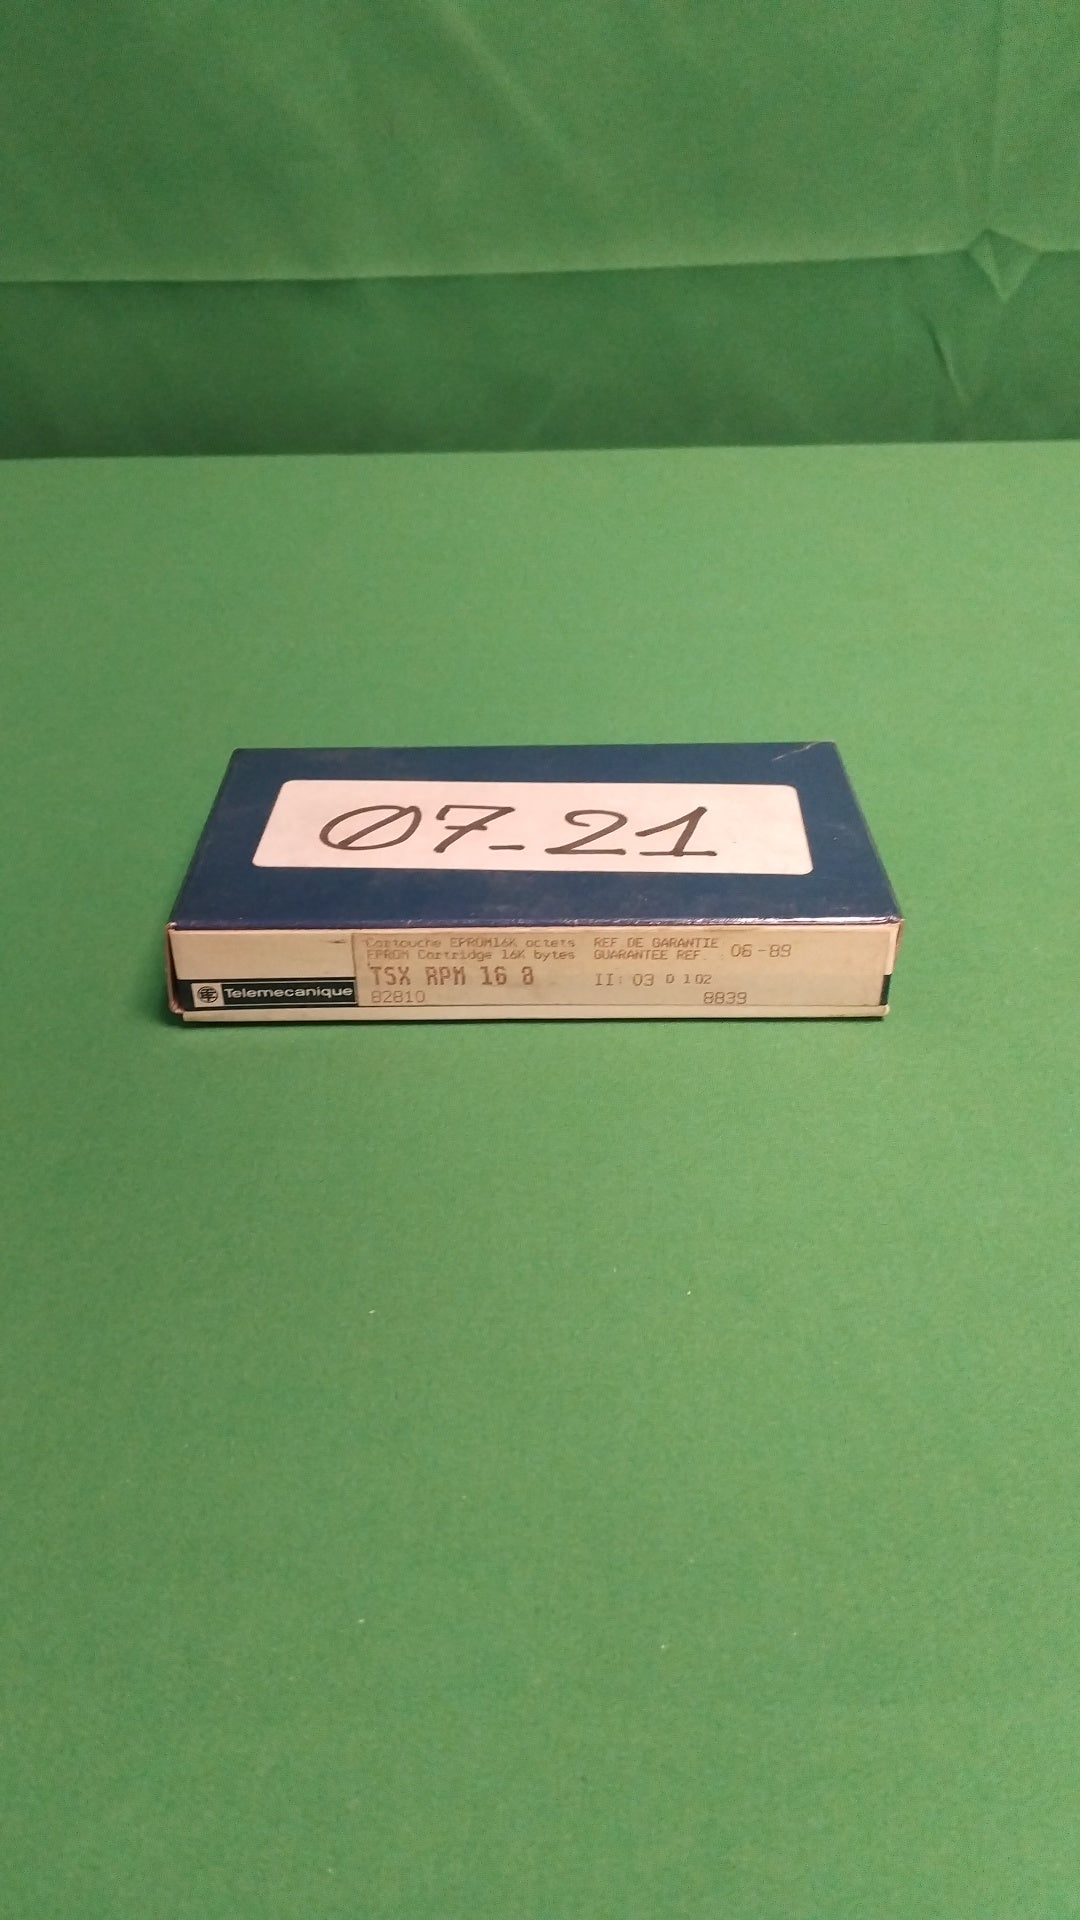 07-21
Cartouche EPROM16K octets
EPROM Cartridge 16K bytes
REF DE GARANTIE
GUARANTEE REF. : 06-89
TSX RPM 16 8
II: 03 0 102
82810
8839
Telemecanique